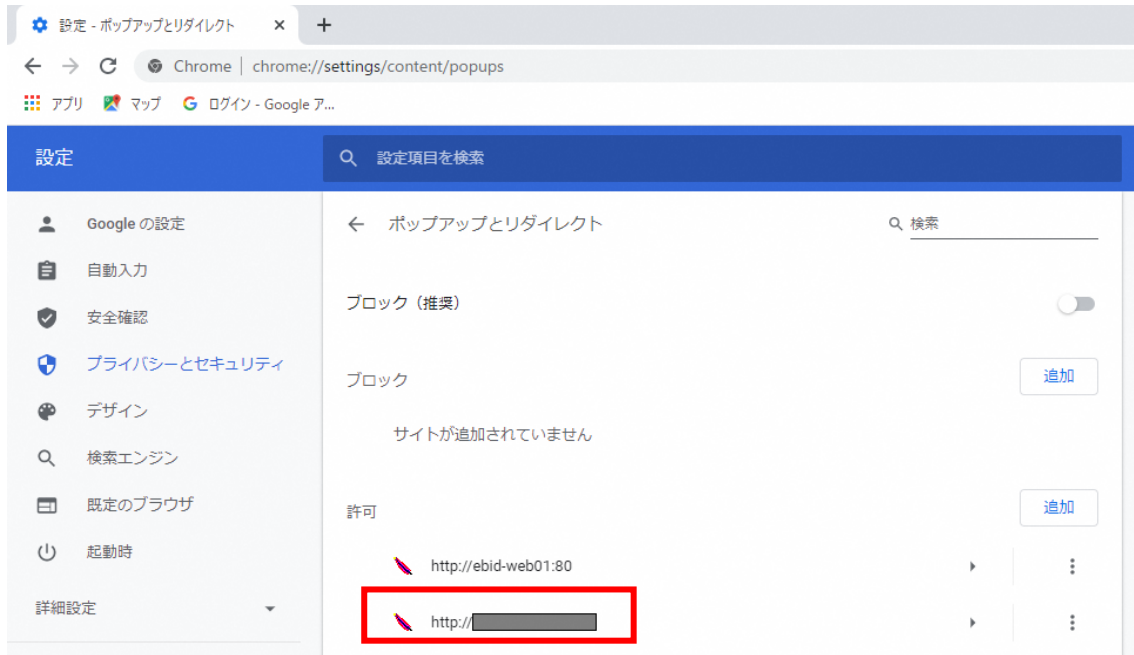 設定 - ポップアップとリダイレクト
Chrome | chrome://settings/content/popups
アプリ マップ G ログイン - Google ア...
設定
設定項目を検索
Google の設定
自動入力
安全確認
プライバシーとセキュリティ
デザイン
検索エンジン
既定のブラウザ
起動時
詳細設定
ポップアップとリダイレクト
検索
ブロック（推奨）
ブロック
追加
サイトが追加されていません
許可
追加
http://ebid-web01:80
http://